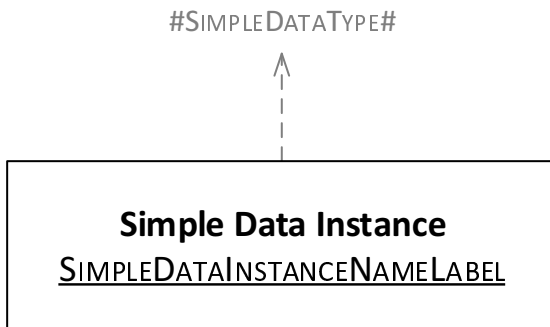 #SIMPLEDATATYPE#
Simple Data Instance
SIMPLEDATAINSTANCENAMELABEL